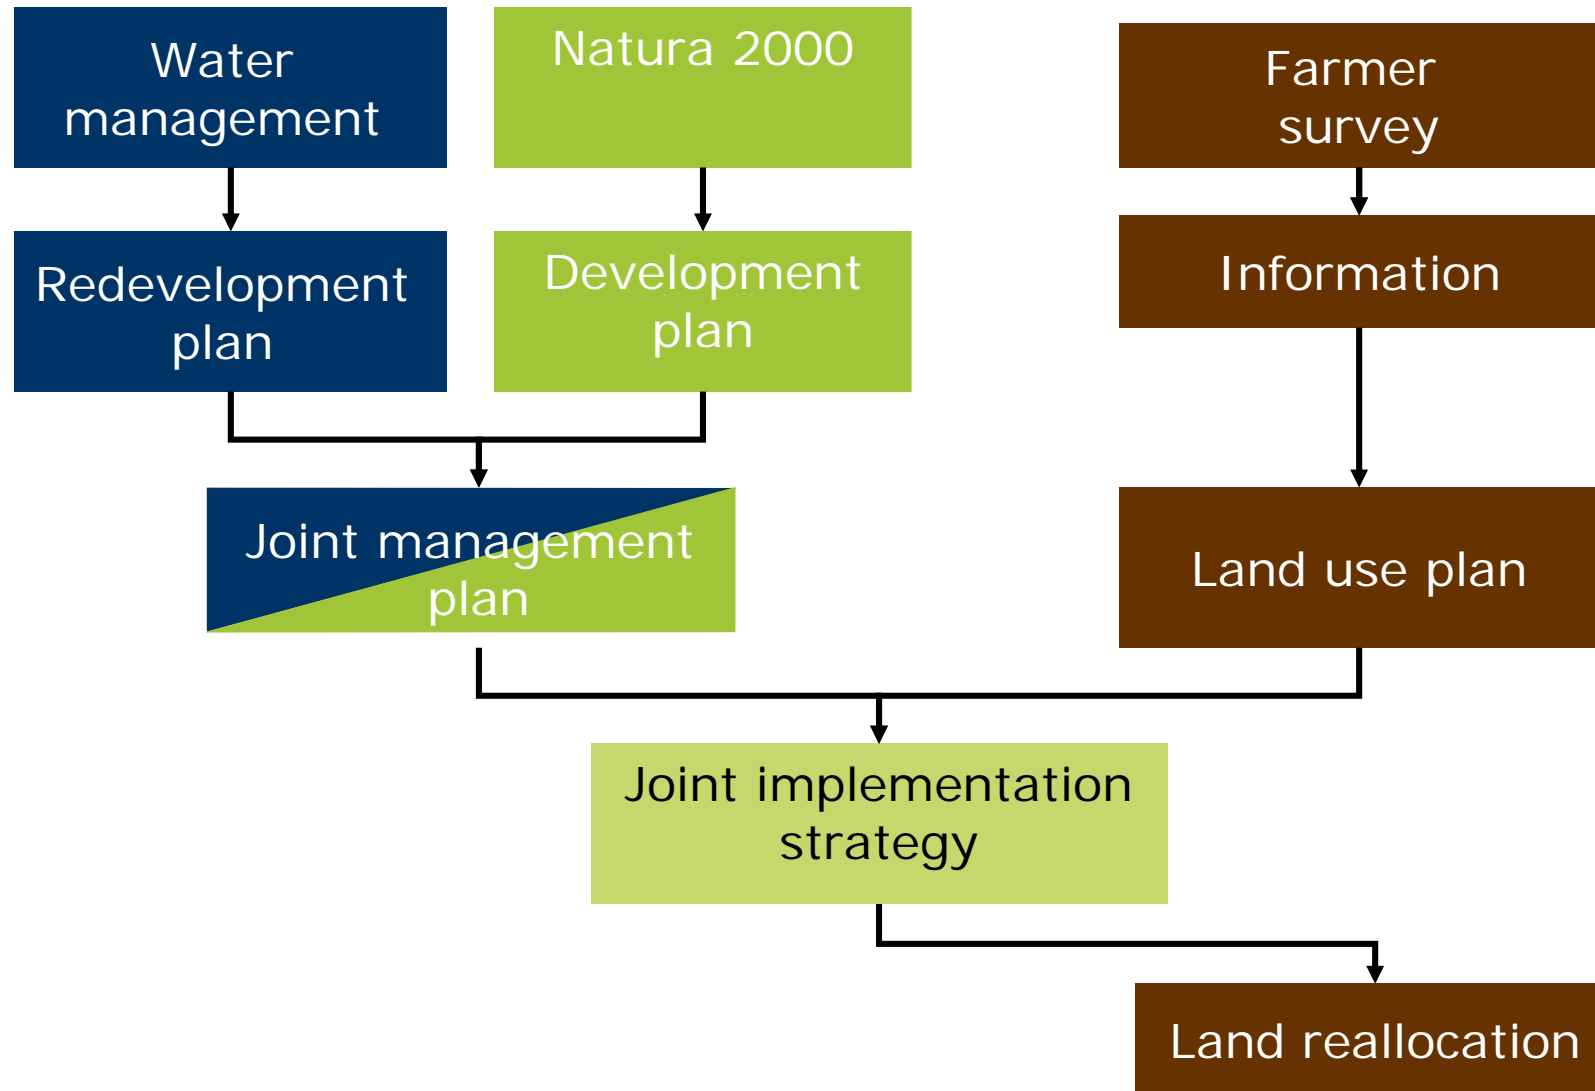 Water
management
Natura 2000
Farmer
survey
Redevelopment
plan
Development
plan
Information
Joint management
plan
Land use plan
Joint implementation
strategy
Land reallocation